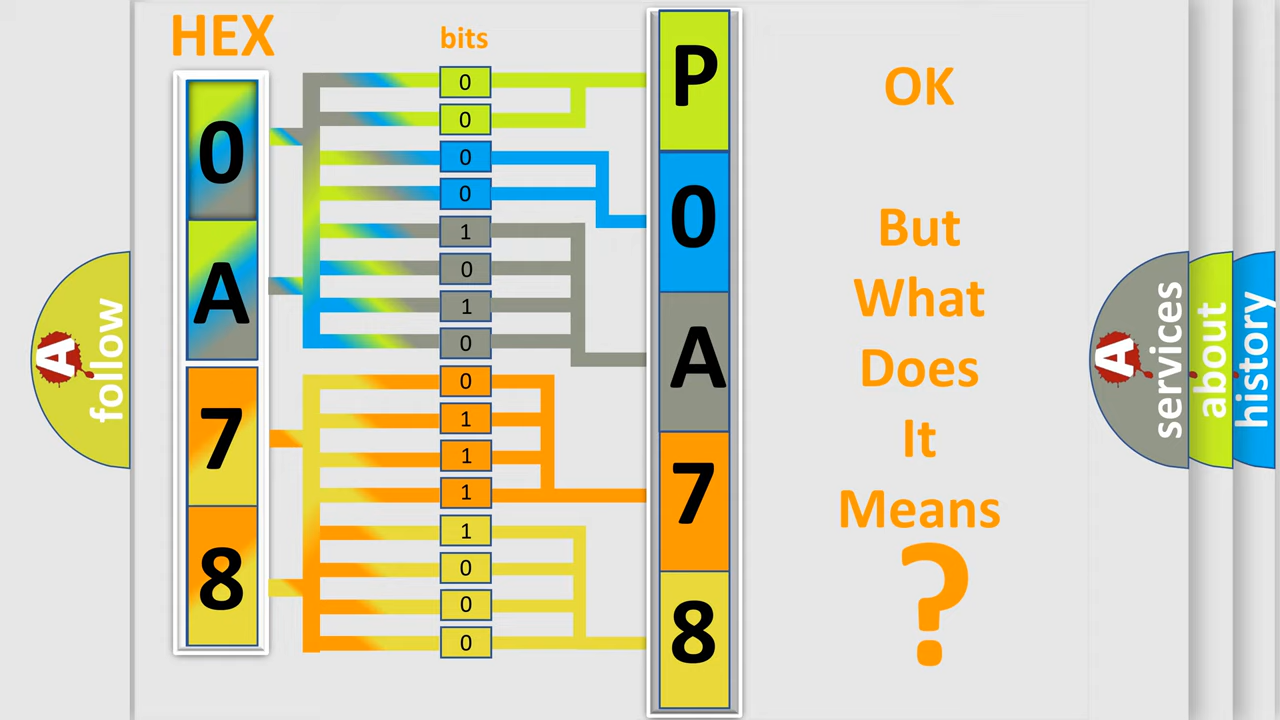 HEX
bits
0
A
7
8
0
0
0
0
1
0
1
0
0
1
1
1
1
0
0
0
P
0
A
7
8
OK
But
What
Does
It
Means
?
A
follow
A
services
about
history